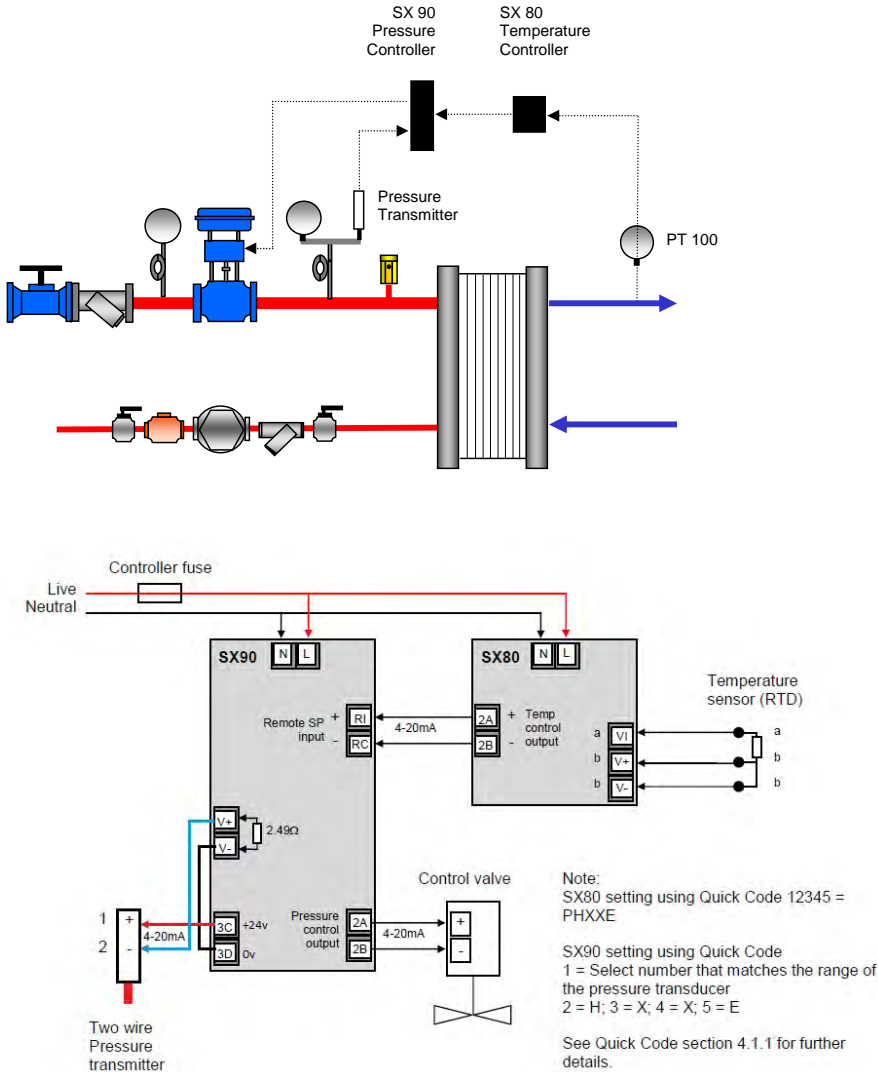 SX 90
Pressure
Controller
SX 80
Temperature
Controller
Pressure
Transmitter
PT 100
Controller fuse
Live
Neutral
SX90
N L
SX80
N L
Temperature
sensor (RTD)
Remote SP
input
+ RI
- RC
4-20mA
2A + Temp
control
output
2B -
a VI
b V+
b V-
a
b
b
V+
V-
2.49Ω
Control valve
1 +
2 -
4-20mA
3C +24v
3D 0v
Pressure
control
output
2A
2B
4-20mA
+
-
Two wire
Pressure
transmitter
Note:
SX80 setting using Quick Code 12345 =
PHXXE
SX90 setting using Quick Code
1 = Select number that matches the range of
the pressure transducer
2 = H; 3 = X; 4 = X; 5 = E
See Quick Code section 4.1.1 for further
details.